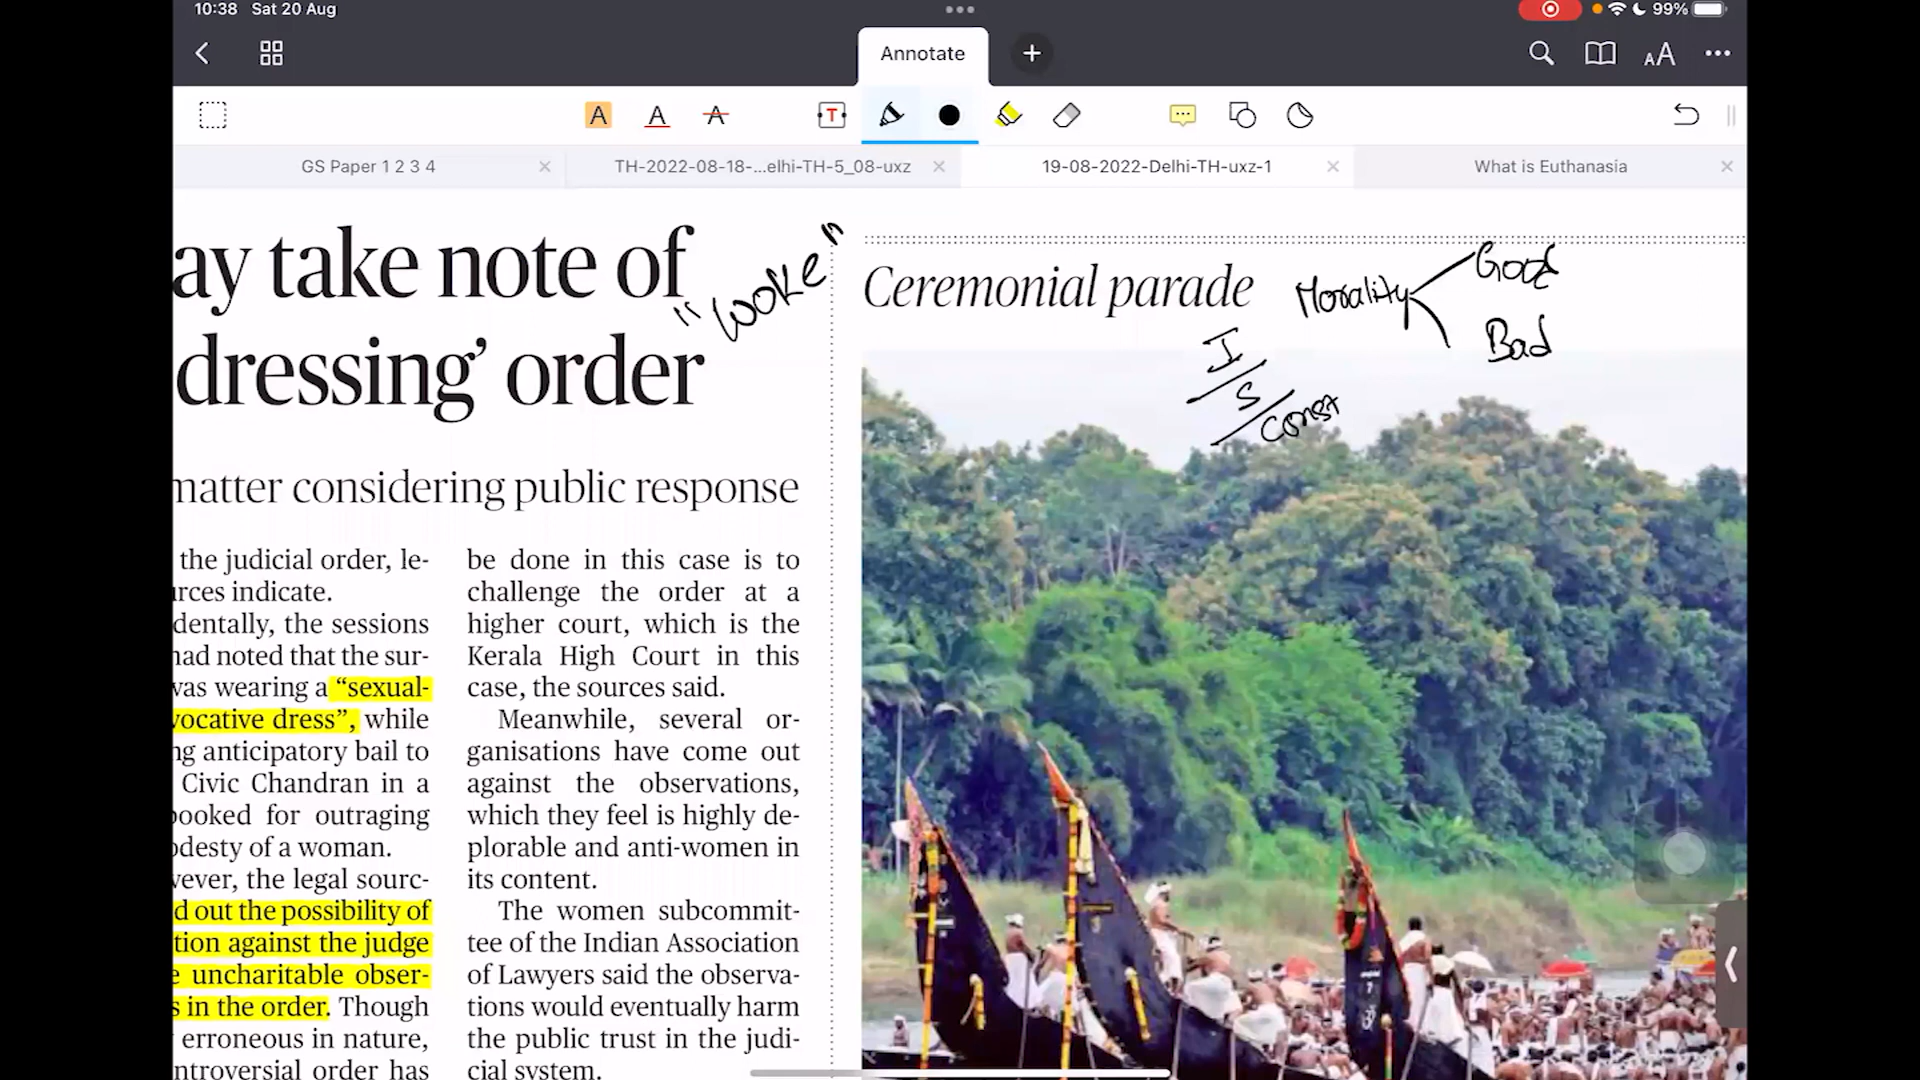 10:38 Sat 20 Aug
99%
Annotate
GS Paper 1 2 3 4
TH-2022-08-18-...elhi-TH-5_08-uxz
19-08-2022-Delhi-TH-uxz-1
What is Euthanasia
ay take note of
dressing’ order
"woke"
matter considering public response
the judicial order, le-
urces indicate.
dentally, the sessions
had noted that the sur-
was wearing a “sexual-
vocative dress”, while
ng anticipatory bail to
Civic Chandran in a
booked for outraging
odesty of a woman.
wever, the legal sourc-
d out the possibility of
tion against the judge
e uncharitable obser-
s in the order. Though
erroneous in nature,
ntroversial order has
be done in this case is to
challenge the order at a
higher court, which is the
Kerala High Court in this
case, the sources said.
Meanwhile, several or-
ganisations have come out
against the observations,
which they feel is highly de-
plorable and anti-women in
its content.
The women subcommit-
tee of the Indian Association
of Lawyers said the observa-
tions would eventually harm
the public trust in the judi-
cial system.
Ceremonial parade
Morality
Good
Bad
I
S
const